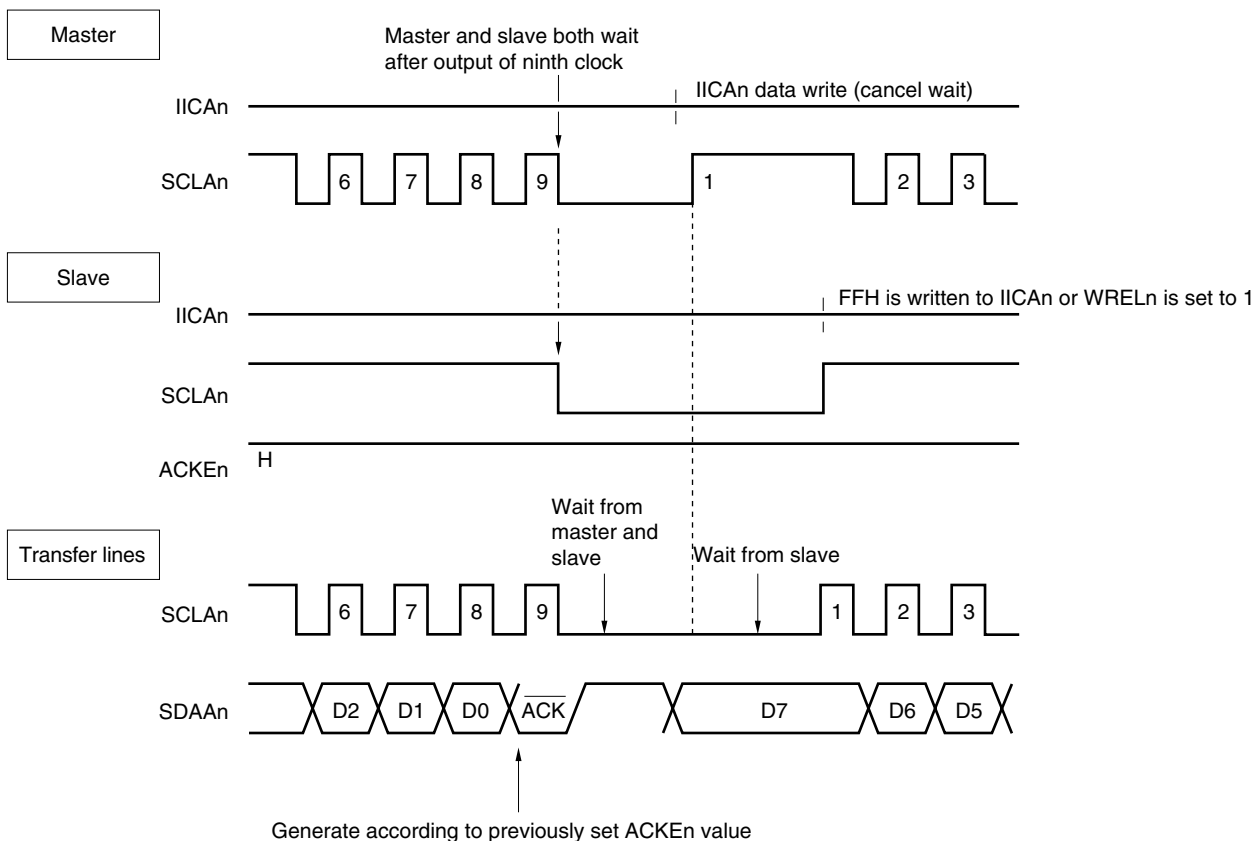 Master
Master and slave both wait
after output of ninth clock
IICAn
IICAn data write (cancel wait)
SCLAn
6 7 8 9 1 2 3
Slave
IICAn
FFH is written to IICAn or WRELn is set to 1
SCLAn
ACKEn
H
Transfer lines
Wait from
master and
slave
Wait from slave
SCLAn
6 7 8 9 1 2 3
SDAAn
D2 D1 D0 ACK D7 D6 D5
Generate according to previously set ACKEn value